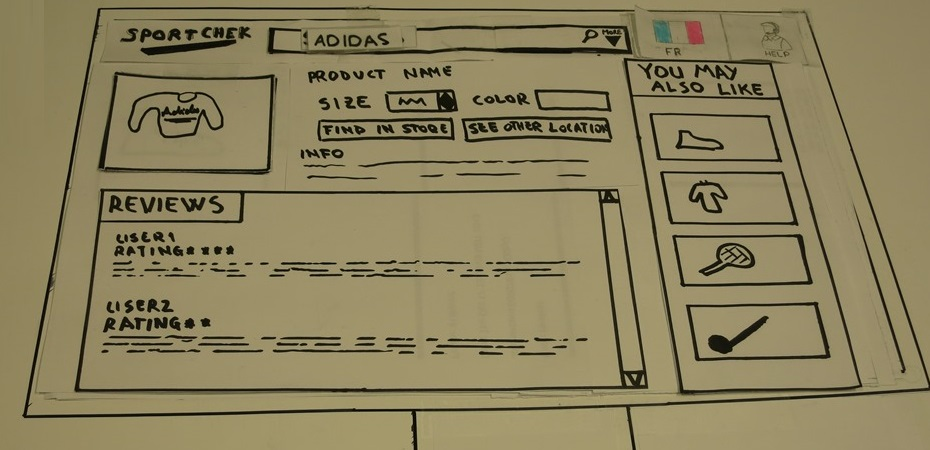 SPORTCHEK
ADIDAS
MORE
FR
HELP
Adidas
PRODUCT NAME
SIZE
COLOR
FIND IN STORE
SEE OTHER LOCATION
INFO
YOU MAY
ALSO LIKE
REVIEWS
USER1
RATING****
USER2
RATING**